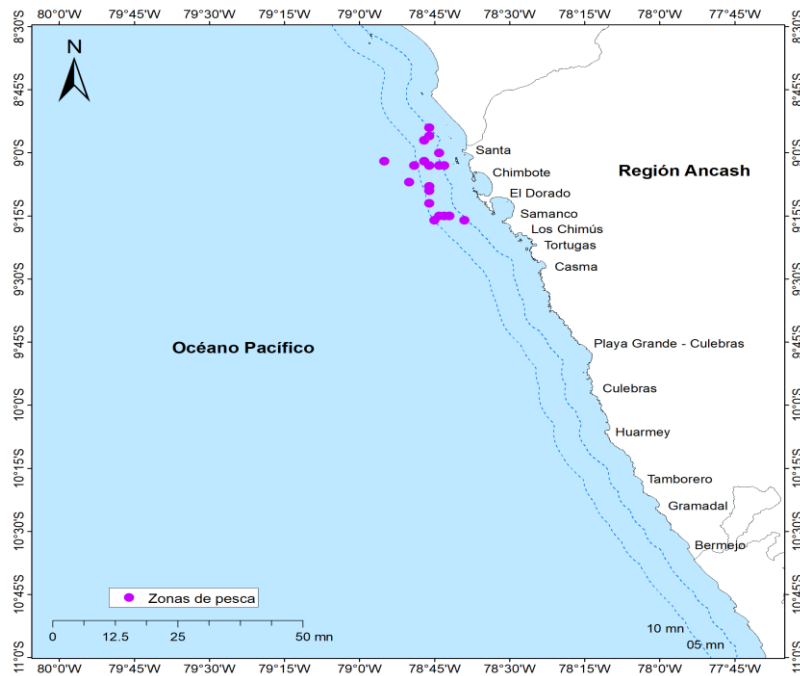 80°0'W 79°45'W 79°30'W 79°15'W 79°0'W 78°45'W 78°30'W 78°15'W 78°0'W 77°45'W
8°30'S 8°30'S
N
8°45'S 8°45'S
Santa
9°0'S 9°0'S
Chimbote
Región Ancash
El Dorado
Samanco
9°15'S 9°15'S
Los Chimús
Tortugas
Casma
9°30'S 9°30'S
Océano Pacífico
Playa Grande - Culebras
9°45'S 9°45'S
Culebras
10°0'S 10°0'S
Huarmey
10°15'S 10°15'S
Tamborero
Gramadal
10°30'S 10°30'S
Bermejo
Zonas de pesca
10°45'S 10°45'S
0 12.5 25 50 mn
10 mn
05 mn
11°0'S 11°0'S
80°0'W 79°45'W 79°30'W 79°15'W 79°0'W 78°45'W 78°30'W 78°15'W 78°0'W 77°45'W